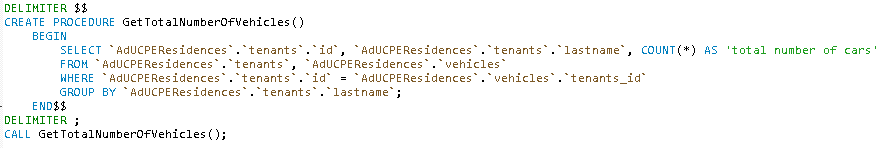 DELIMITER $$
CREATE PROCEDURE GetTotalNumberOfVehicles()
BEGIN
SELECT `AdUCPEResidences`.`tenants`.`id`, `AdUCPEResidences`.`tenants`.`lastname`, COUNT(*) AS 'total number of cars'
FROM `AdUCPEResidences`.`tenants`, `AdUCPEResidences`.`vehicles`
WHERE `AdUCPEResidences`.`tenants`.`id` = `AdUCPEResidences`.`vehicles`.`tenants_id`
GROUP BY `AdUCPEResidences`.`tenants`.`lastname`;
END$$
DELIMITER ;
CALL GetTotalNumberOfVehicles();